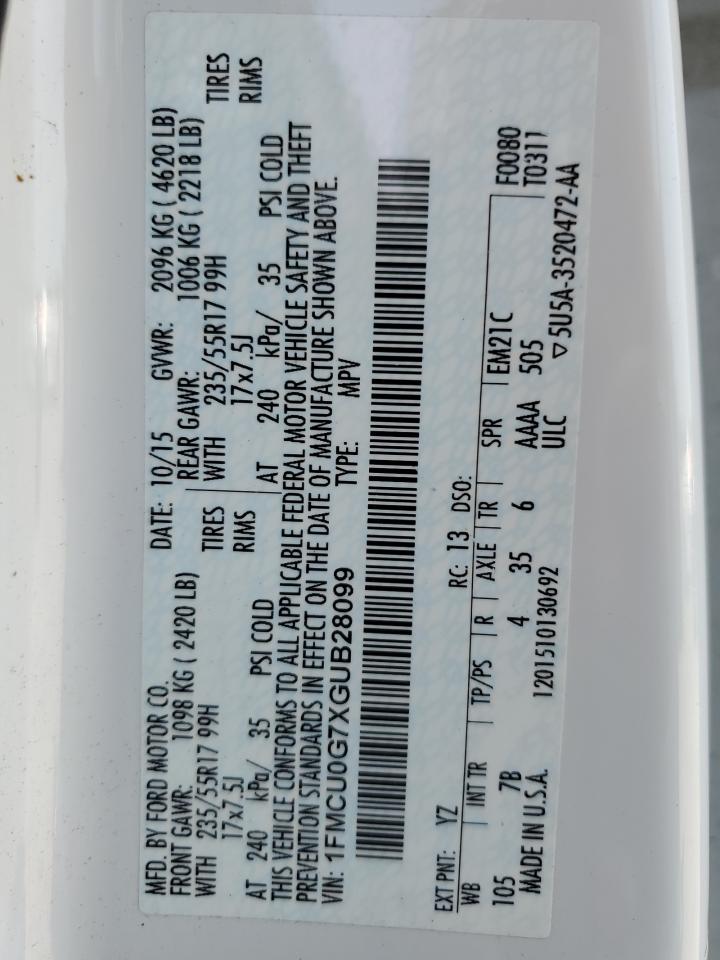 MFD. BY FORD MOTOR CO. DATE: 10/15 GVWR: 2096 KG ( 4620 LB)
FRONT GAWR: 1098 KG ( 2420 LB) REAR GAWR: 1006 KG ( 2218 LB)
WITH 235/55R17 99H TIRES WITH 235/55R17 99H TIRES
17x7.5J RIMS 17x7.5J RIMS
AT 240 kPa/ 35 PSI COLD AT 240 kPa/ 35 PSI COLD
THIS VEHICLE CONFORMS TO ALL APPLICABLE FEDERAL MOTOR VEHICLE SAFETY AND THEFT
PREVENTION STANDARDS IN EFFECT ON THE DATE OF MANUFACTURE SHOWN ABOVE.
VIN: 1FMCU0G7XGUB28099 TYPE: MPV
EXT PNT: YZ RC: 13 DSO:
WB INT TR TP/PS R AXLE TR SPR EM21C F0080
105 7B 4 35 6 AAAA 505 T0311
MADE IN U.S.A. 1201510130692 ULC ▽5U5A-3520472-AA